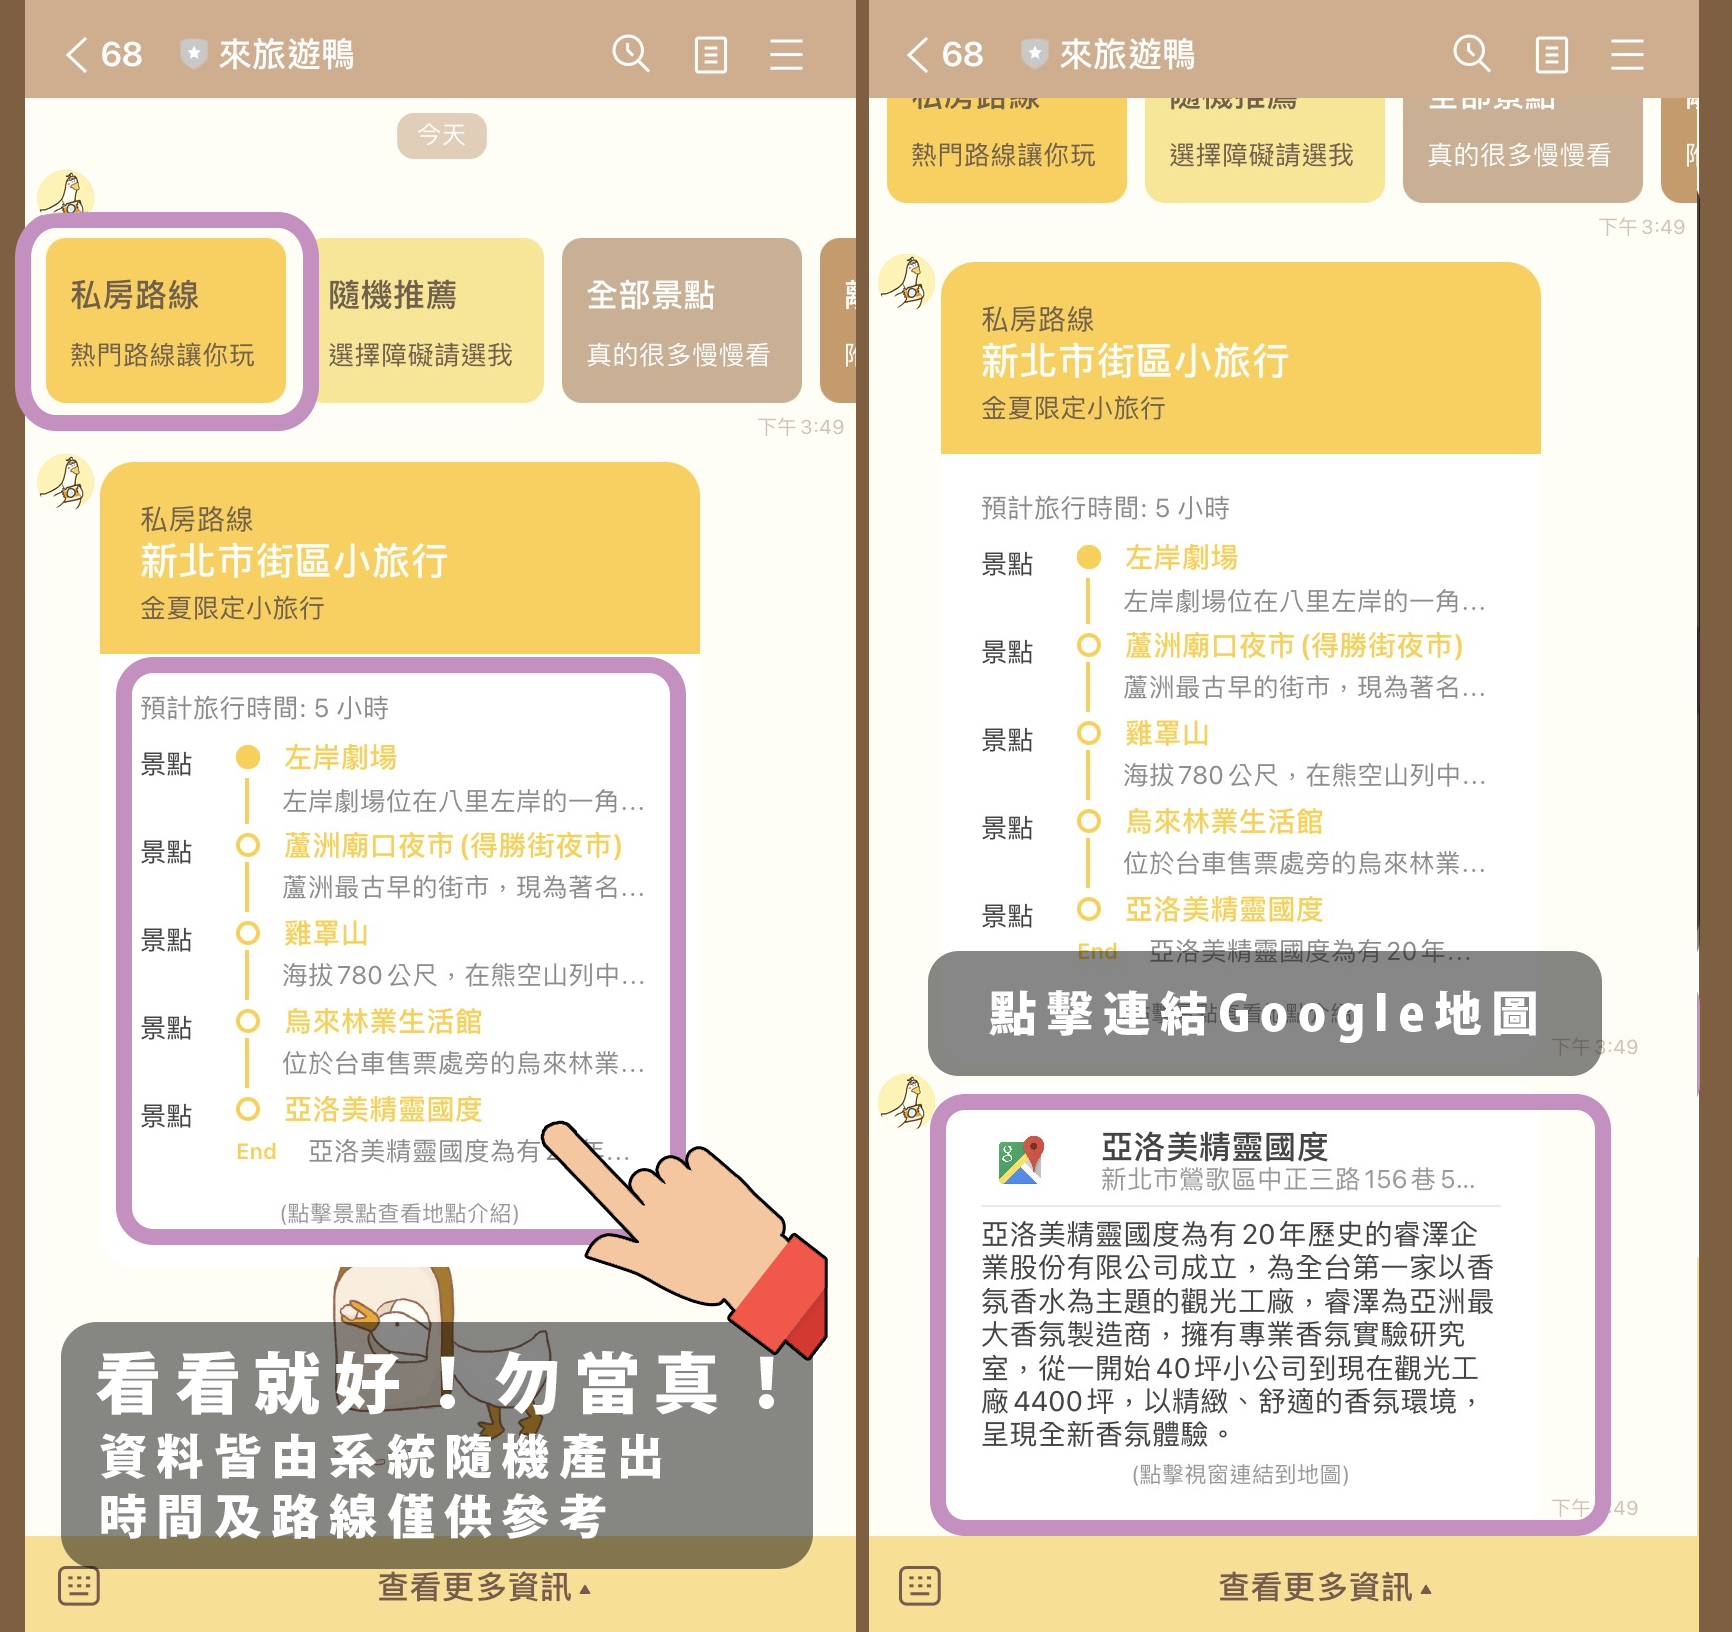 68 來旅遊鴨
今天
私房路線
熱門路線讓你玩
隨機推薦
選擇障礙請選我
全部景點
真的很多慢慢看
下午 3:49
私房路線
新北市街區小旅行
金夏限定小旅行
預計旅行時間: 5 小時
景點 左岸劇場
左岸劇場位在八里左岸的一角...
景點 蘆洲廟口夜市 (得勝街夜市)
蘆洲最古早的街市，現為著名...
景點 雞罩山
海拔 780 公尺，在熊空山列中...
景點 烏來林業生活館
位於台車售票處旁的烏來林業...
景點 亞洛美精靈國度
End 亞洛美精靈國度為有 2 年...
(點擊景點查看地點介紹)
看看就好！勿當真！
資料皆由系統隨機產出
時間及路線僅供參考
查看更多資訊▲
68 來旅遊鴨
私房路線
熱門路線讓你玩
隨機推薦
選擇障礙請選我
全部景點
真的很多慢慢看
下午 3:49
私房路線
新北市街區小旅行
金夏限定小旅行
預計旅行時間: 5 小時
景點 左岸劇場
左岸劇場位在八里左岸的一角...
景點 蘆洲廟口夜市 (得勝街夜市)
蘆洲最古早的街市，現為著名...
景點 雞罩山
海拔 780 公尺，在熊空山列中...
景點 烏來林業生活館
位於台車售票處旁的烏來林業...
景點 亞洛美精靈國度
End 亞洛美精靈國度為有 20 年...
點擊連結Google地圖
下午 3:49
亞洛美精靈國度
新北市鶯歌區中正三路 156 巷 5...
亞洛美精靈國度為有 20 年歷史的睿澤企
業股份有限公司成立，為全台第一家以香
氛香水為主題的觀光工廠，睿澤為亞洲最
大香氛製造商，擁有專業香氛實驗研究
室，從一開始 40 坪小公司到現在觀光工
廠 4400 坪，以精緻、舒適的香氛環境，
呈現全新香氛體驗。
(點擊視窗連結到地圖)
下午 :49
查看更多資訊▲